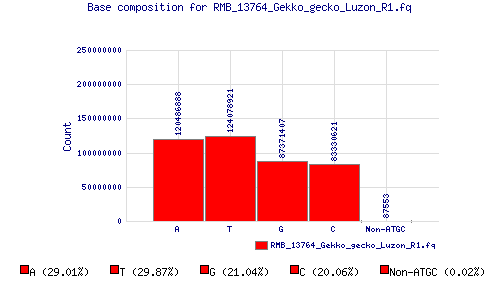 Base composition for RMB_13764_Gekko_gecko_Luzon_R1.fq
250000000
200000000
150000000
100000000
50000000
0
Count
120486888
124078921
87371407
83330621
87553
A T G C Non-ATGC
RMB_13764_Gekko_gecko_Luzon_R1.fq
A (29.01%) T (29.87%) G (21.04%) C (20.06%) Non-ATGC (0.02%)